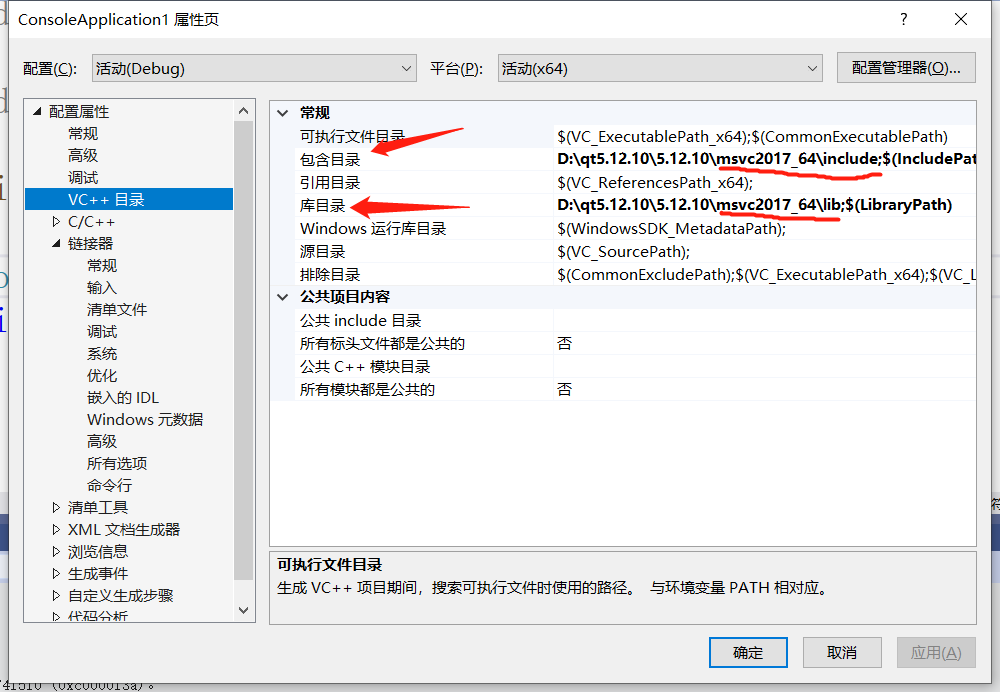 ConsoleApplication1 属性页
?
配置(C):
活动(Debug)
平台(P):
活动(x64)
配置管理器(O)...
配置属性
常规
高级
调试
VC++ 目录
C/C++
链接器
常规
输入
清单文件
调试
系统
优化
嵌入的 IDL
Windows 元数据
高级
所有选项
命令行
清单工具
XML 文档生成器
浏览信息
生成事件
自定义生成步骤
代码分析
常规
可执行文件目录 $(VC_ExecutablePath_x64);$(CommonExecutablePath)
包含目录 D:\qt5.12.10\5.12.10\msvc2017_64\include;$(IncludePat
引用目录 $(VC_ReferencesPath_x64);
库目录 D:\qt5.12.10\5.12.10\msvc2017_64\lib;$(LibraryPath)
Windows 运行库目录 $(WindowsSDK_MetadataPath);
源目录 $(VC_SourcePath);
排除目录 $(CommonExcludePath);$(VC_ExecutablePath_x64);$(VC_L
公共项目内容
公共 include 目录
所有标头文件都是公共的 否
公共 C++ 模块目录
所有模块都是公共的 否
可执行文件目录
生成 VC++ 项目期间，搜索可执行文件时使用的路径。 与环境变量 PATH 相对应。
确定
取消
应用(A)
符
741510 (0xc000013a)。